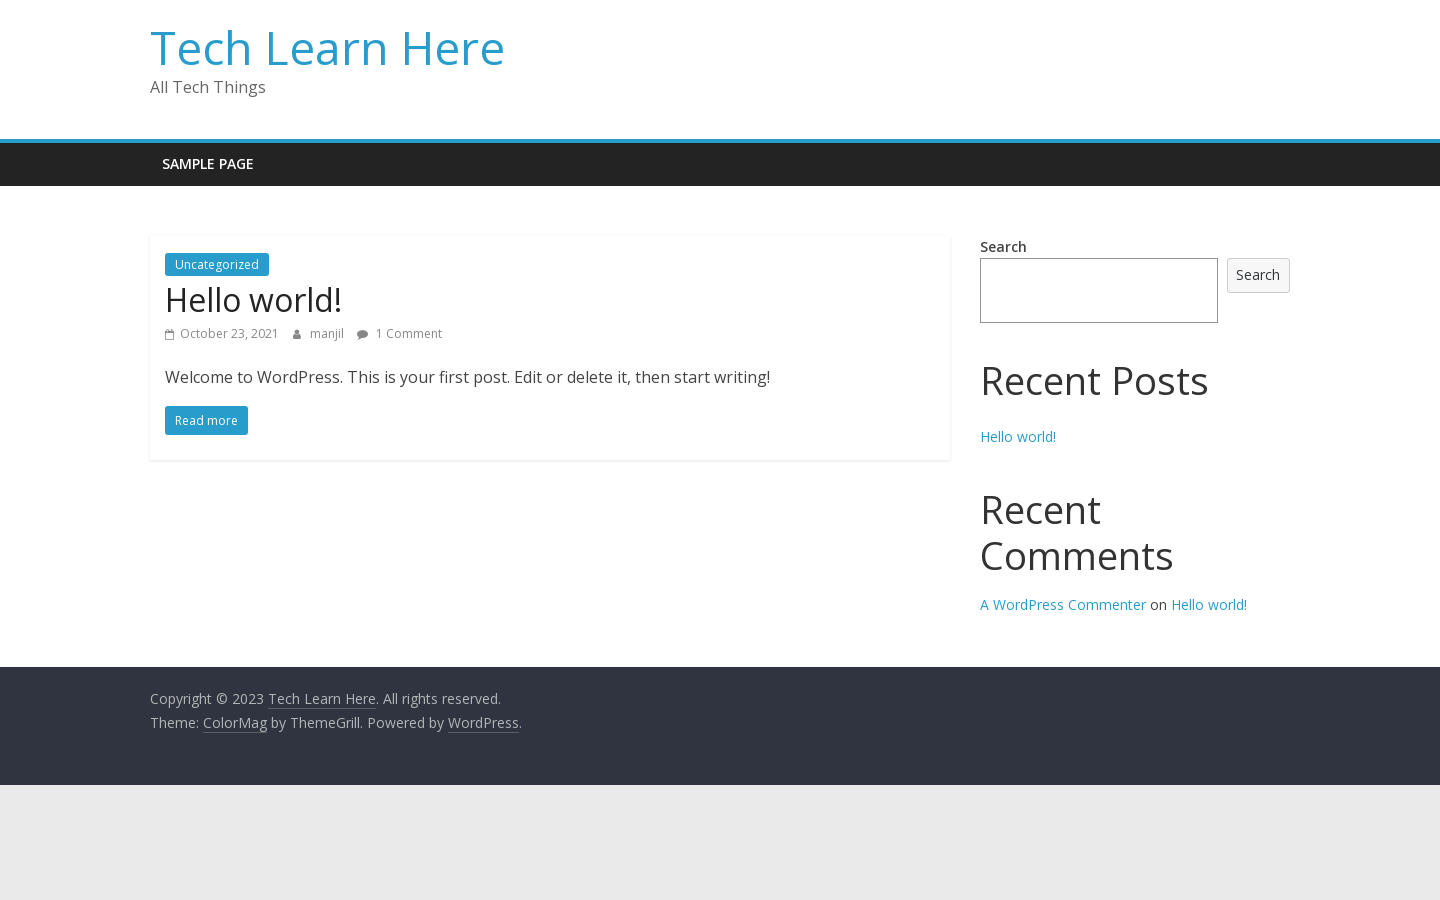 Tech Learn Here
All Tech Things
SAMPLE PAGE
Uncategorized
Hello world!
October 23, 2021 manjil 1 Comment
Welcome to WordPress. This is your first post. Edit or delete it, then start writing!
Read more
Search
Search
Recent Posts
Hello world!
Recent
Comments
A WordPress Commenter on Hello world!
Copyright © 2023 Tech Learn Here. All rights reserved.
Theme: ColorMag by ThemeGrill. Powered by WordPress.